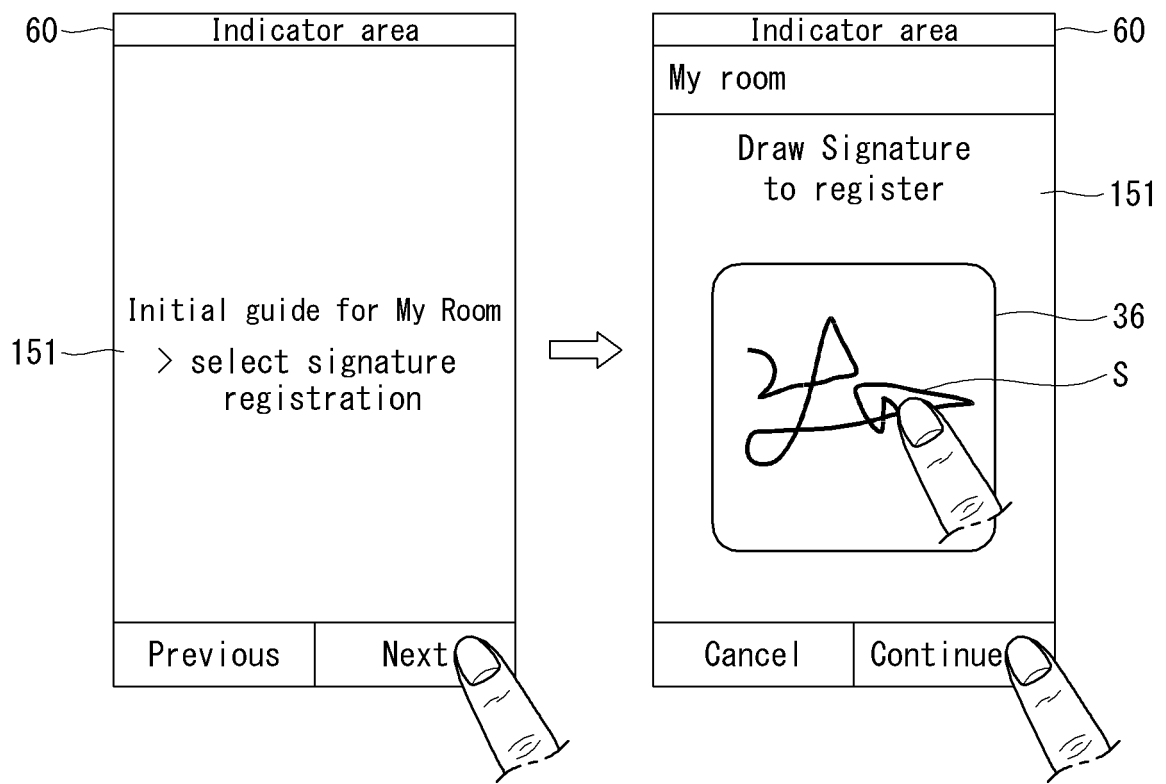 60
Indicator area
Initial guide for My Room
151
> select signature
registration
Previous
Next
Indicator area
60
My room
Draw Signature
to register
151
36
S
Cancel
Continue